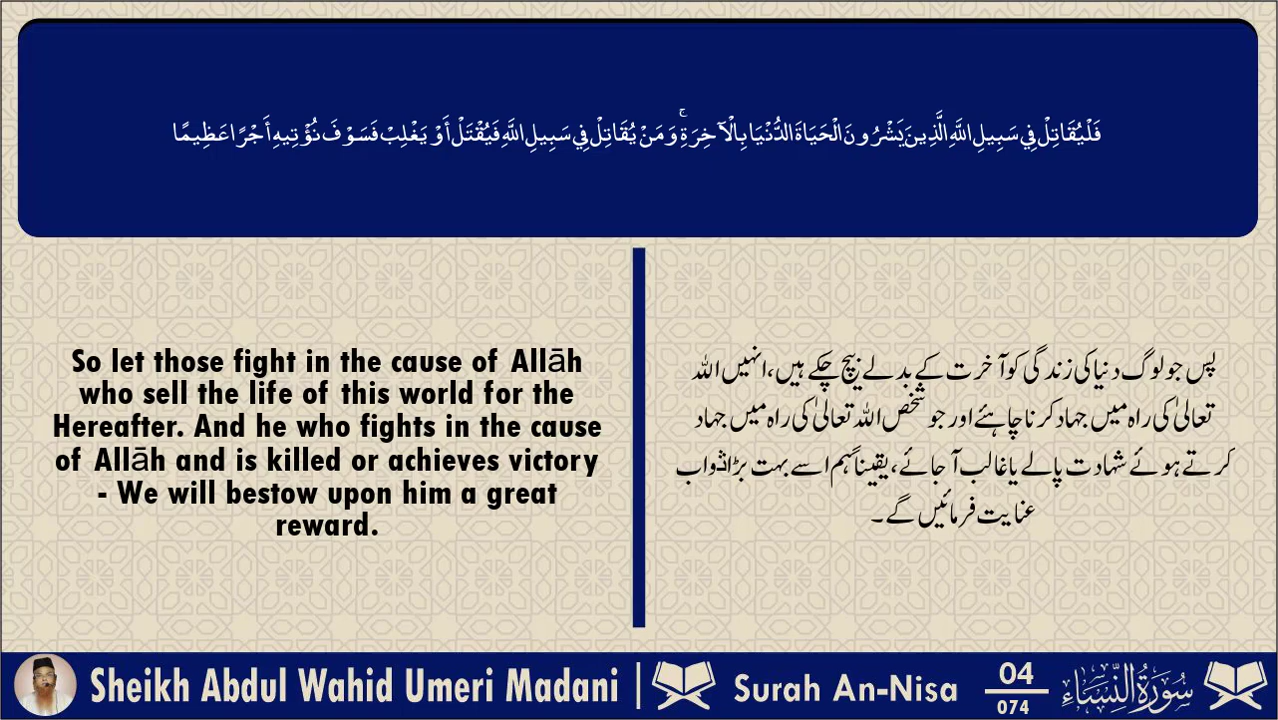 فَلْيُقَاتِلْ فِي سَبِيلِ اللَّهِ الَّذِينَ يَشْرُونَ الْحَيَاةَ الدُّنْيَا بِالْآخِرَةِ ۚ وَمَنْ يُقَاتِلْ فِي سَبِيلِ اللَّهِ فَيُقْتَلْ أَوْ يَغْلِبْ فَسَوْفَ نُؤْتِيهِ أَجْرًا عَظِيمًا
So let those fight in the cause of Allāh
who sell the life of this world for the
Hereafter. And he who fights in the cause
of Allāh and is killed or achieves victory
- We will bestow upon him a great
reward.
پس جو لوگ دنیا کی زندگی کو آخرت کے بدلے بیچ چکے ہیں، انہیں اللہ
تعالیٰ کی راه میں جہاد کرنا چاہئے اور جو شخص اللہ تعالیٰ کی راه میں جہاد
کرتے ہوئے شہادت پالے یا غالب آجائے، یقیناً ہم اسے بہت بڑا ﺛواب
عنایت فرمائیں گے۔
Sheikh Abdul Wahid Umeri Madani | Surah An-Nisa 04
074
سُورَةُ النِّسَاءِ